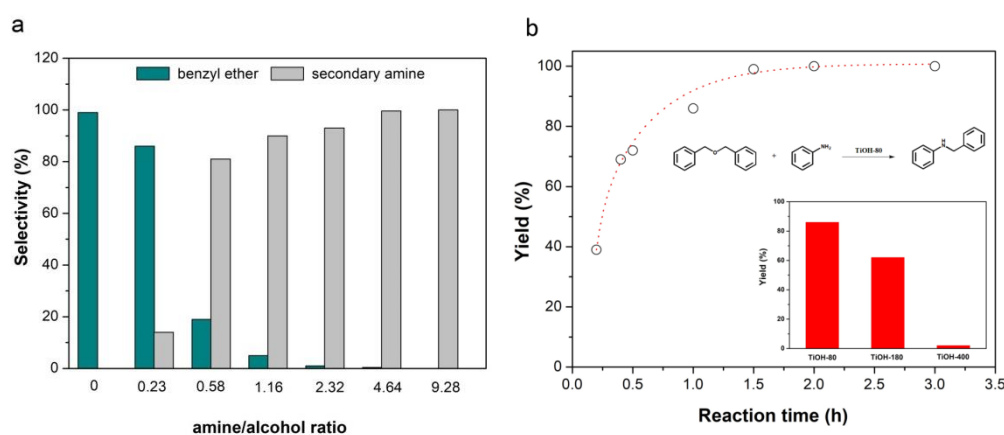 a
benzyl ether
secondary amine
Selectivity (%)
120
100
80
60
40
20
0
0 0.23 0.58 1.16 2.32 4.64 9.28
amine/alcohol ratio
b
Yield (%)
100
80
60
40
20
0
0.0 0.5 1.0 1.5 2.0 2.5 3.0 3.5
Reaction time (h)
O
+
NH2
TiOH-80
H
N
Yield (%)
100
80
60
40
20
0
TiOH-80 TiOH-180 TiOH-400